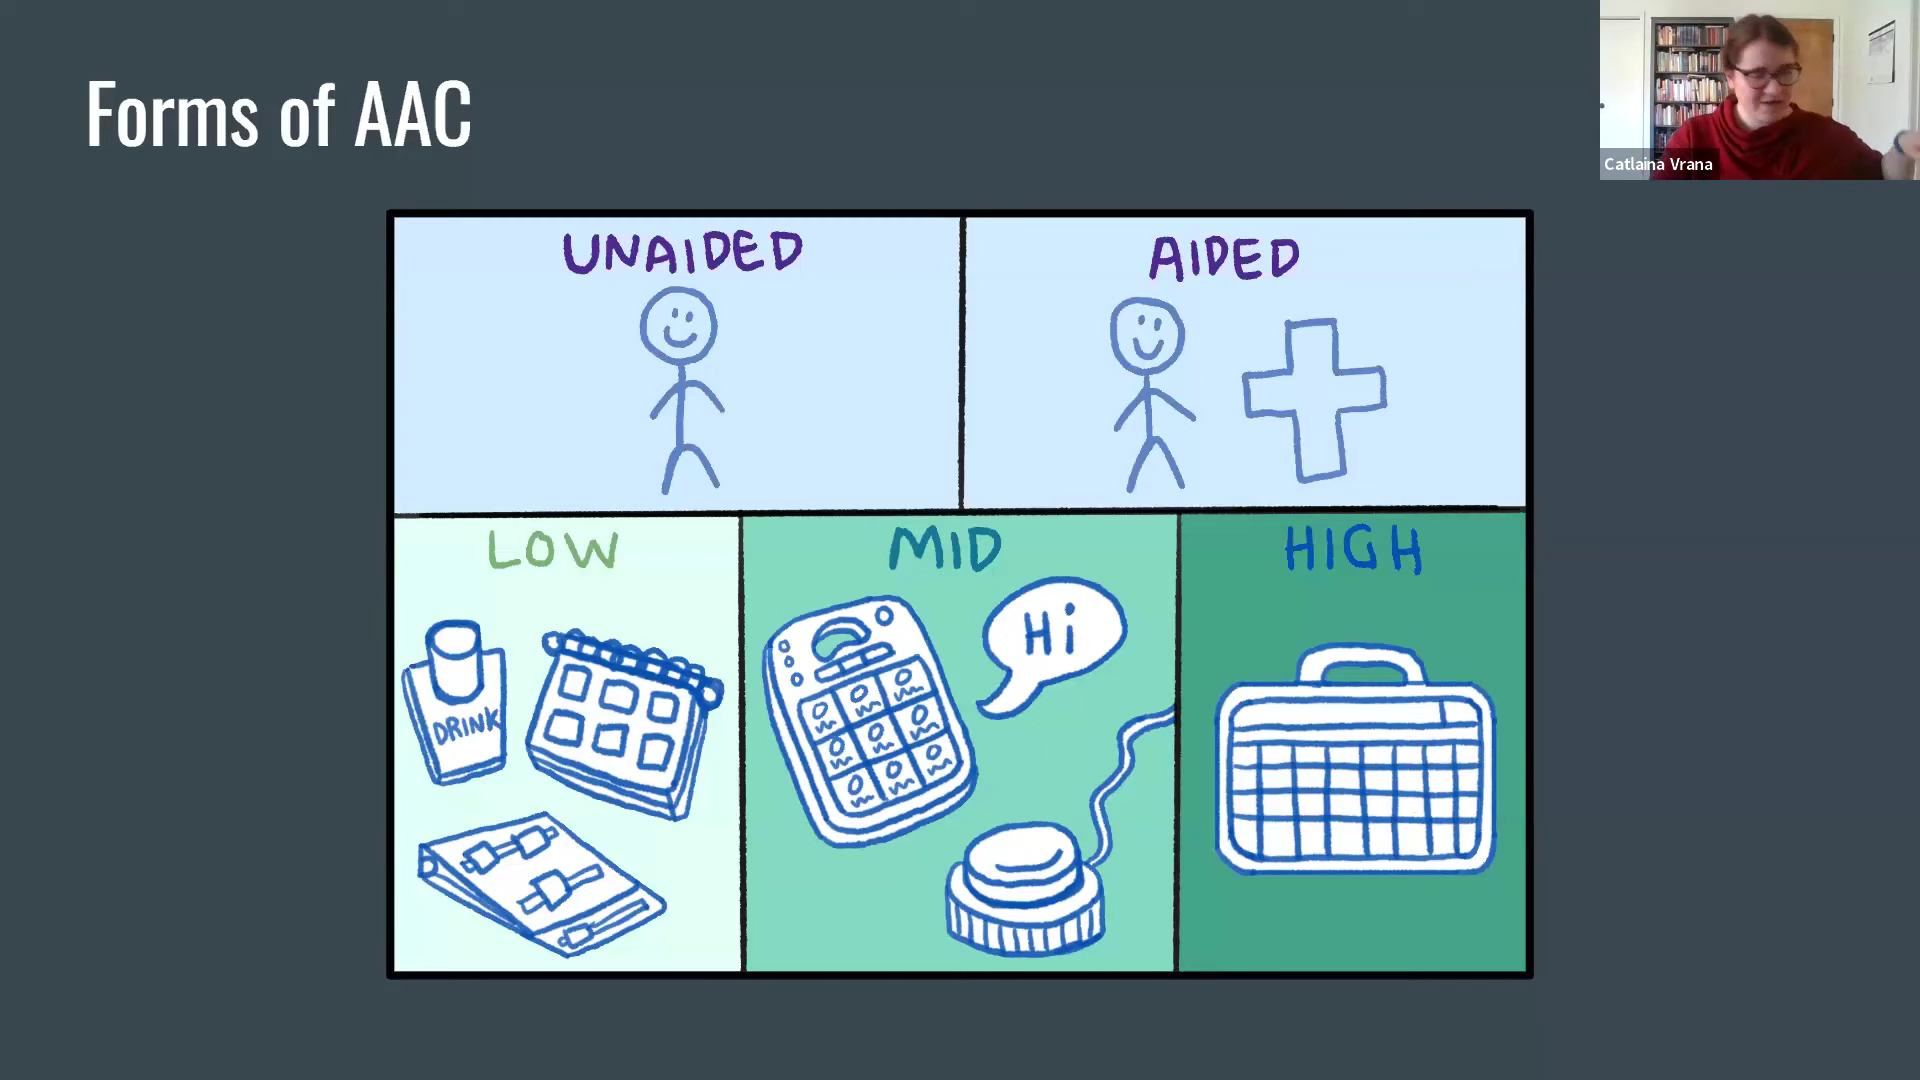 Forms of AAC
Catlaina Vrana
UNAIDED
AIDED
LOW
MID
HIGH
DRINK
Hi